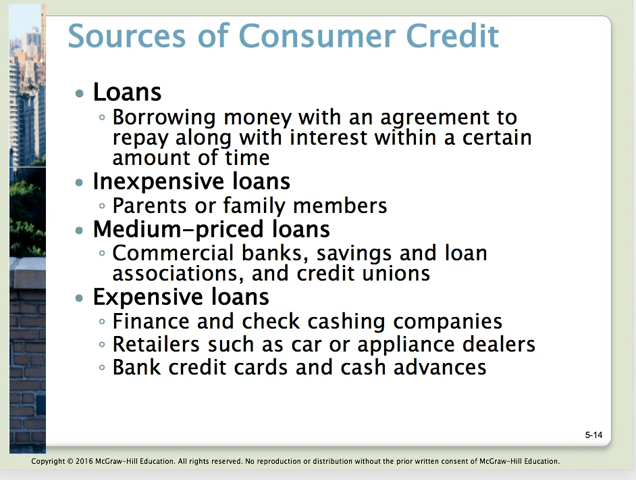 Sources of Consumer Credit
• Loans
◦ Borrowing money with an agreement to
repay along with interest within a certain
amount of time
• Inexpensive loans
◦ Parents or family members
• Medium-priced loans
◦ Commercial banks, savings and loan
associations, and credit unions
• Expensive loans
◦ Finance and check cashing companies
◦ Retailers such as car or appliance dealers
◦ Bank credit cards and cash advances
5-14
Copyright © 2016 McGraw-Hill Education. All rights reserved. No reproduction or distribution without the prior written consent of McGraw-Hill Education.